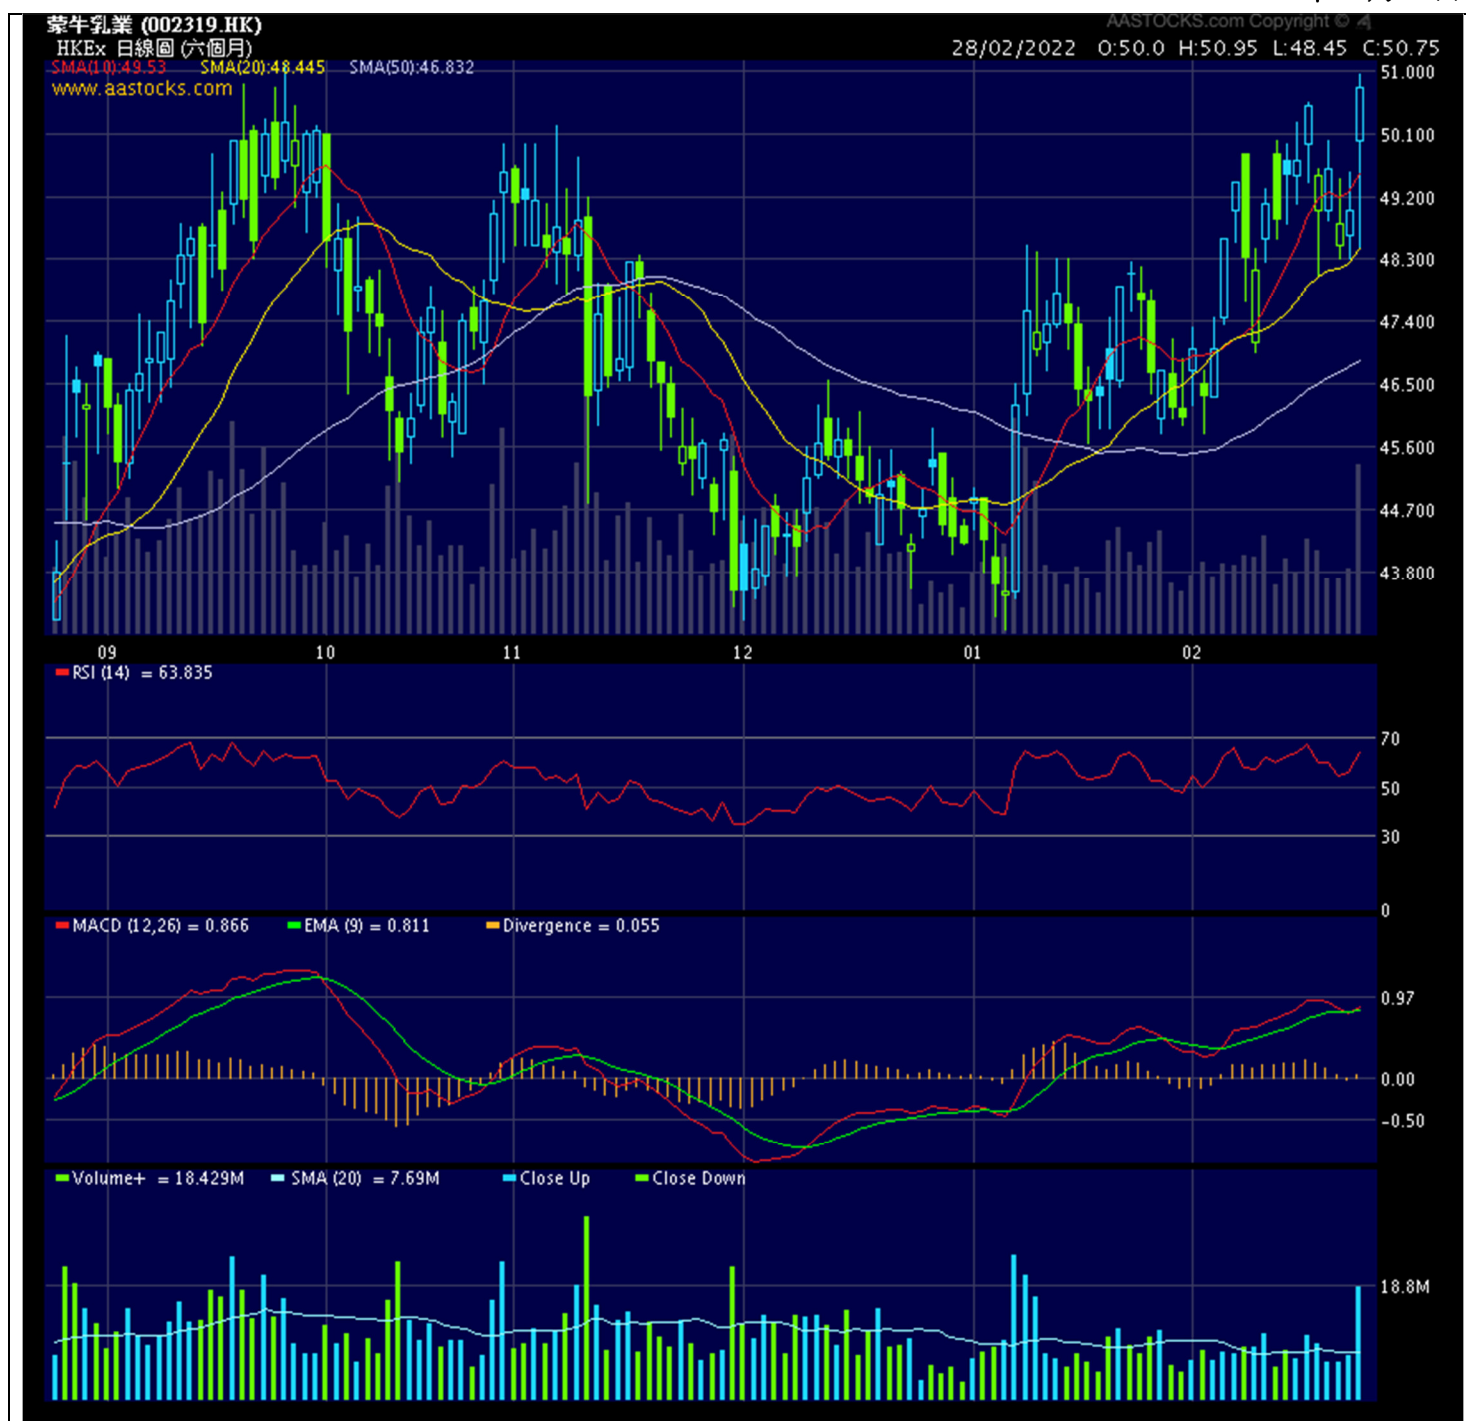 AASTOCKS.com Copyright ©
蒙牛乳業 (002319.HK)
HKEx 日線圖 (六個月)
28/02/2022 O:50.0 H:50.95 L:48.45 C:50.75
SMA(10):49.53 SMA(20):48.445 SMA(50):46.832
www.aastocks.com
51.000
50.100
49.200
48.300
47.400
46.500
45.600
44.700
43.800
09 10 11 12 01 02
RSI (14) = 63.835
70
50
30
0
MACD (12,26) = 0.866 EMA (9) = 0.811 Divergence = 0.055
0.97
0.00
-0.50
Volume+ = 18.429M SMA (20) = 7.69M Close Up Close Down
18.8M